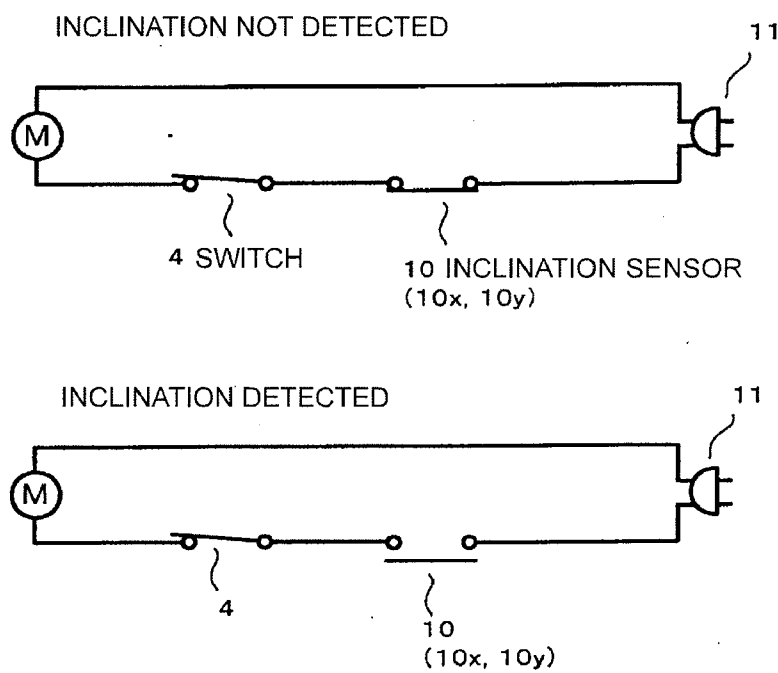 INCLINATION NOT DETECTED
11
M
4 SWITCH
10 INCLINATION SENSOR
(10x, 10y)
INCLINATION DETECTED
11
M
4
10
(10x, 10y)